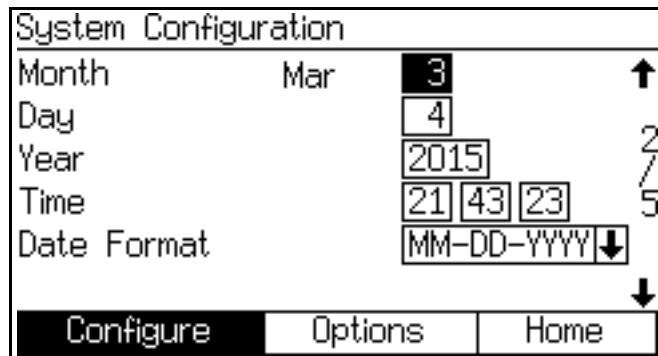 System Configuration
Month Mar 3
Day 4
Year 2015
Time 21 43 23
Date Format MM-DD-YYYY
2/5
Configure Options Home